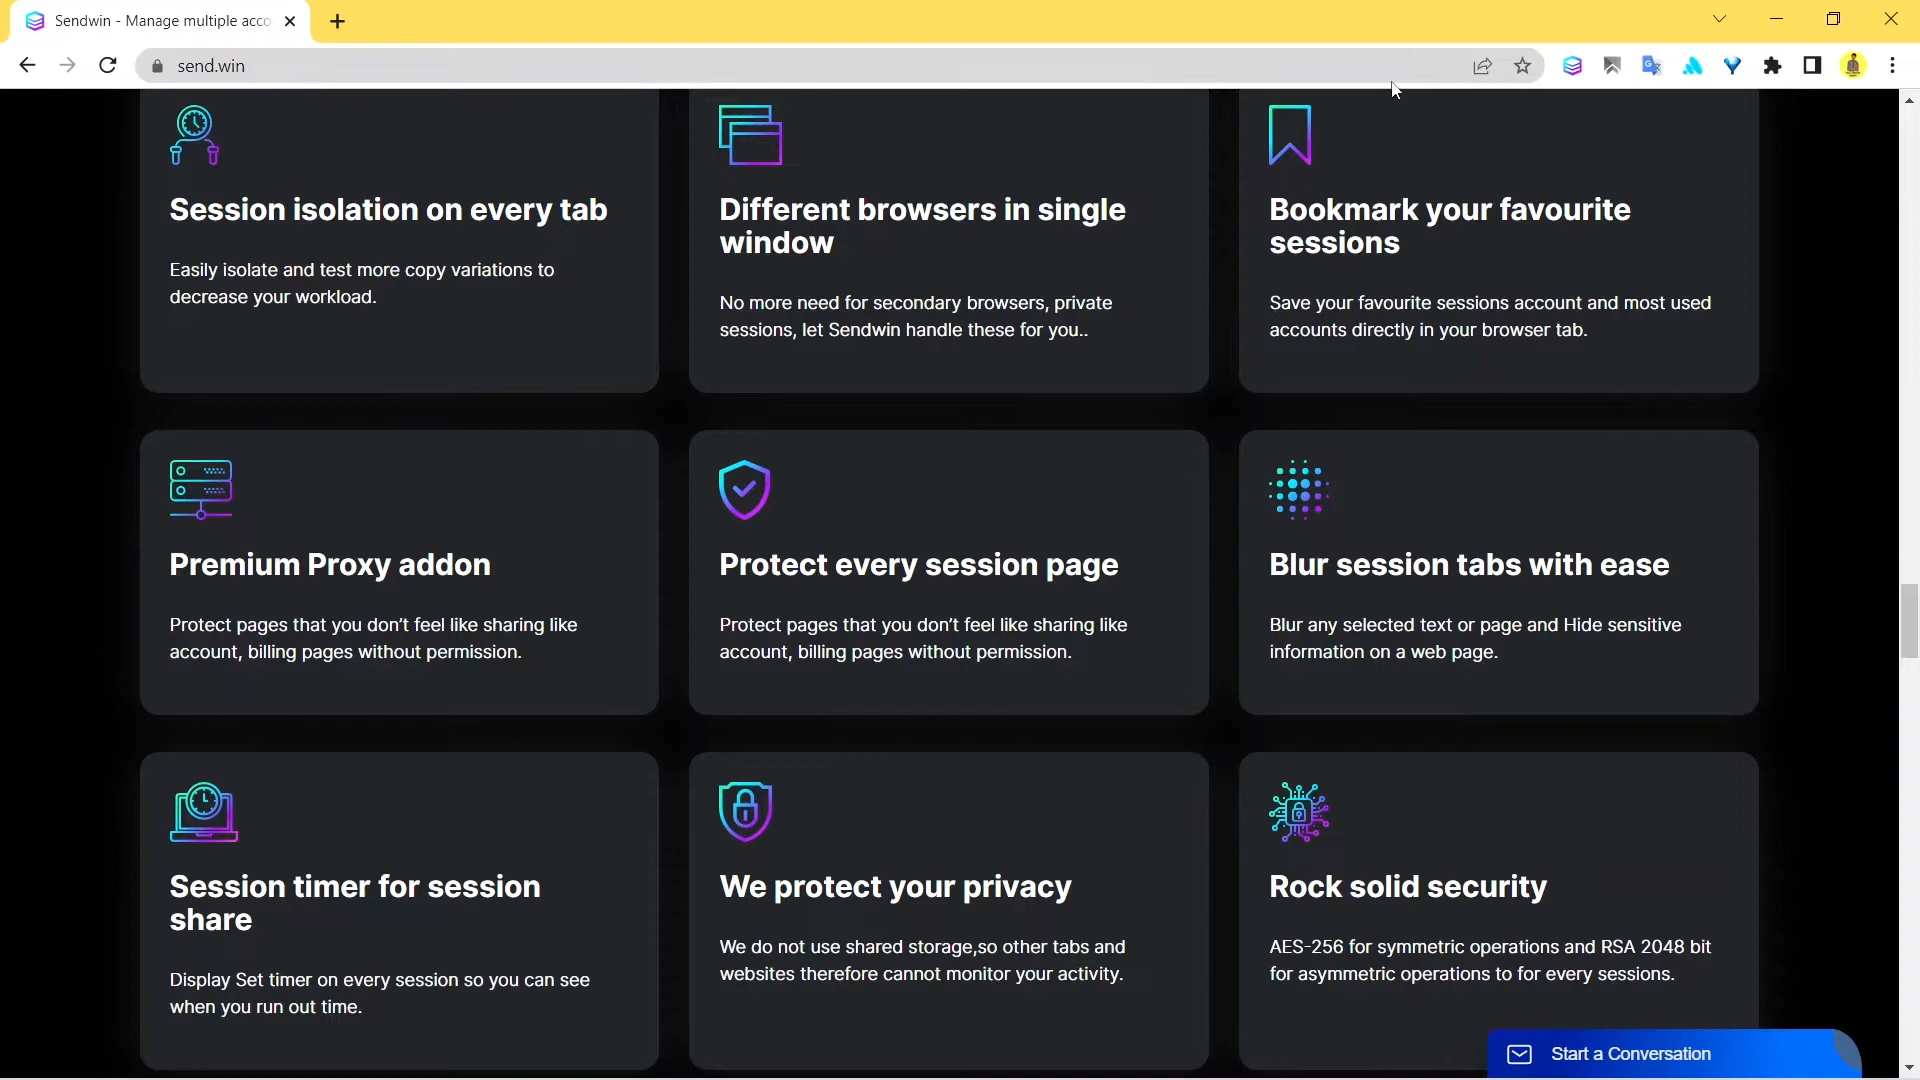 Sendwin - Manage multiple acco
send.win
Session isolation on every tab
Easily isolate and test more copy variations to
decrease your workload.
Different browsers in single
window
No more need for secondary browsers, private
sessions, let Sendwin handle these for you..
Bookmark your favourite
sessions
Save your favourite sessions account and most used
accounts directly in your browser tab.
Premium Proxy addon
Protect pages that you don’t feel like sharing like
account, billing pages without permission.
Protect every session page
Protect pages that you don’t feel like sharing like
account, billing pages without permission.
Blur session tabs with ease
Blur any selected text or page and Hide sensitive
information on a web page.
Session timer for session
share
Display Set timer on every session so you can see
when you run out time.
We protect your privacy
We do not use shared storage,so other tabs and
websites therefore cannot monitor your activity.
Rock solid security
AES-256 for symmetric operations and RSA 2048 bit
for asymmetric operations to for every sessions.
Start a Conversation